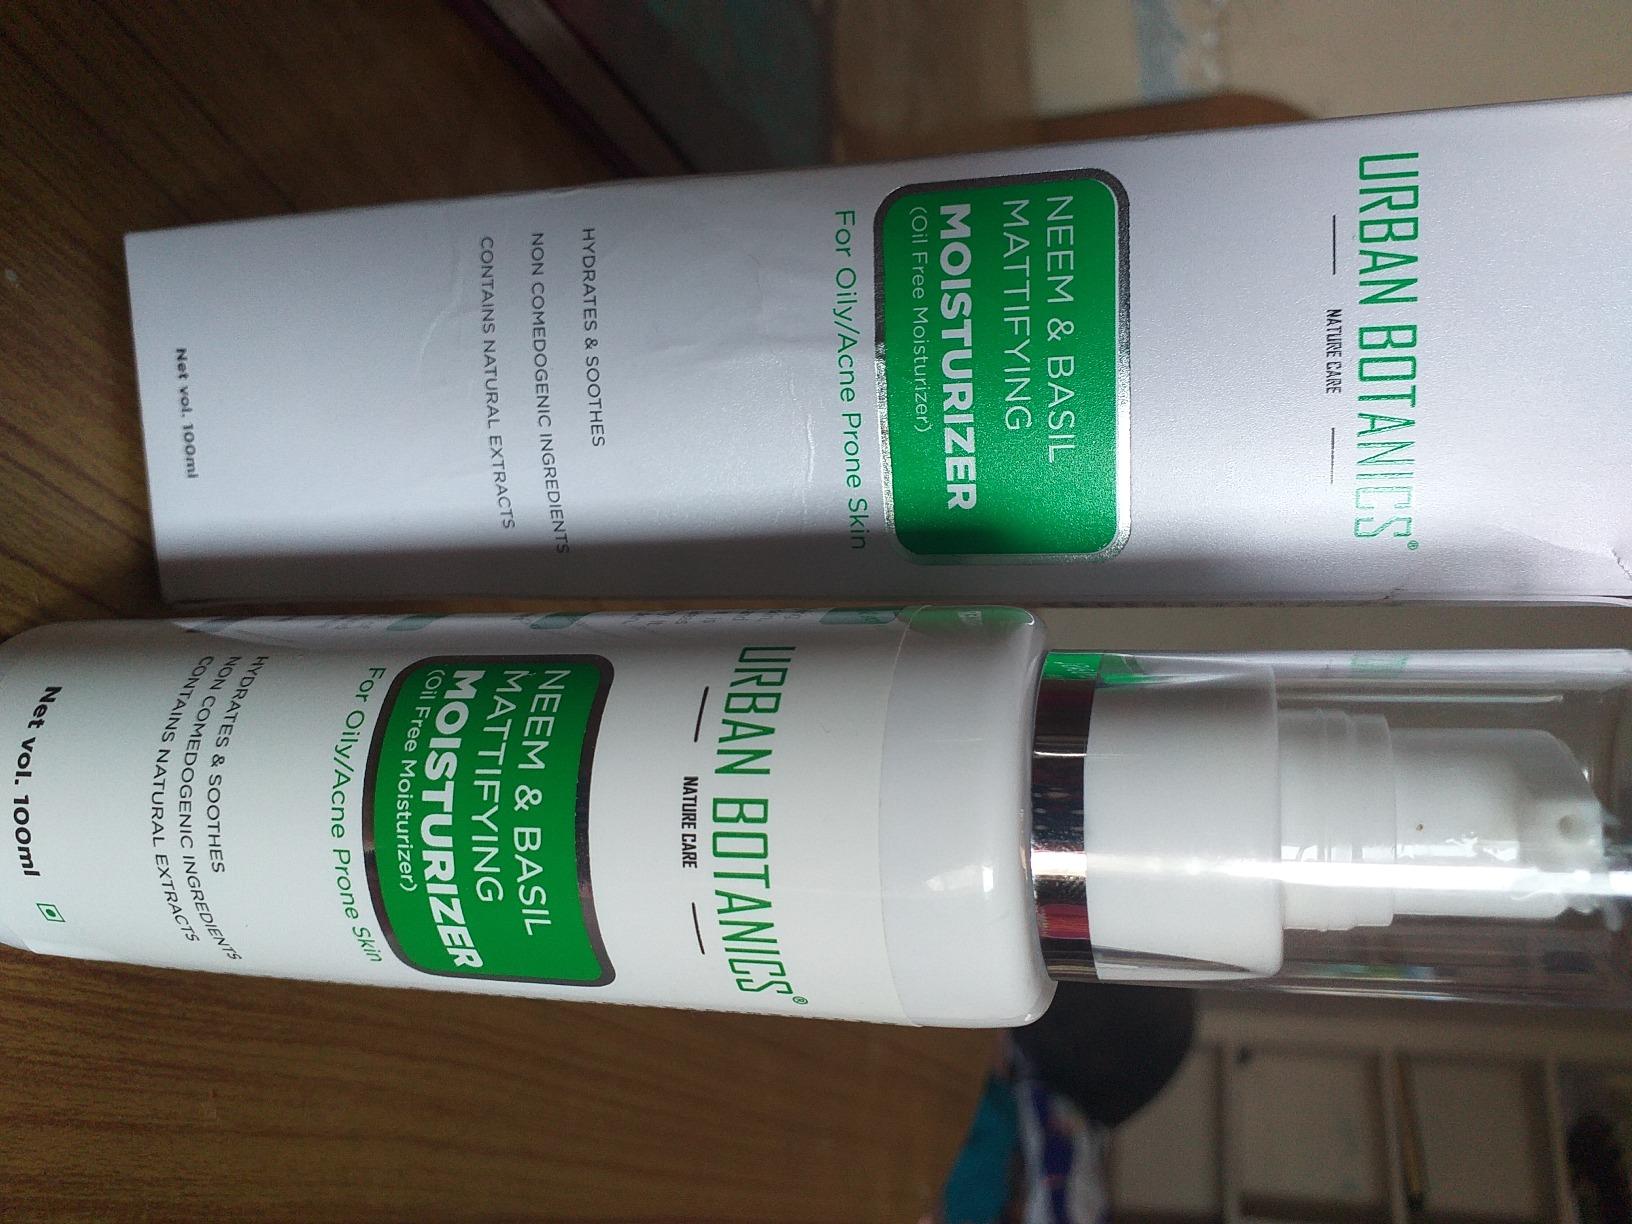 URBAN BOTANICS®
NATURE CARE
NEEM & BASIL
MATTIFYING
MOISTURIZER
(Oil Free Moisturizer)
For Oily/Acne Prone Skin
HYDRATES & SOOTHES
NON COMEDOGENIC INGREDIENTS
CONTAINS NATURAL EXTRACTS
Net vol. 100ml
URBAN BOTANICS®
NATURE CARE
NEEM & BASIL
MATTIFYING
MOISTURIZER
(Oil Free Moisturizer)
For Oily/Acne Prone Skin
HYDRATES & SOOTHES
NON COMEDOGENIC INGREDIENTS
CONTAINS NATURAL EXTRACTS
Net vol. 100ml